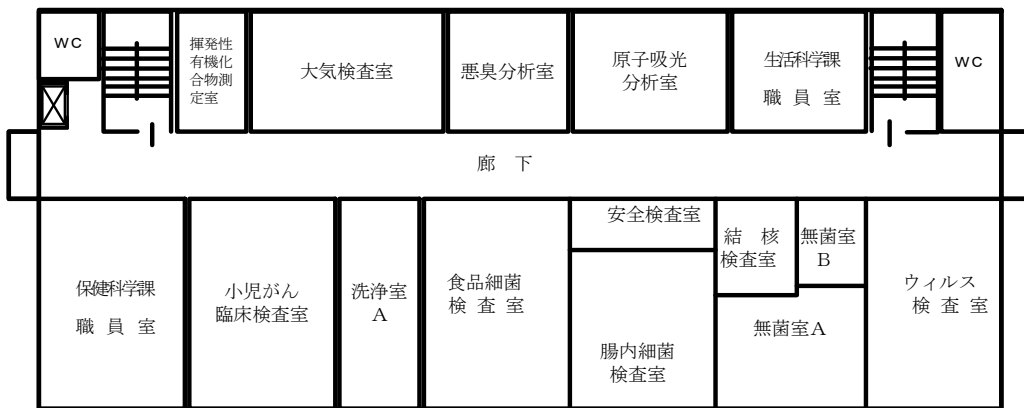 WC
揮発性
有機化
合物測
定室
大気検査室
悪臭分析室
原子吸光
分析室
生活科学課
職 員 室
WC
廊 下
保健科学課
職 員 室
小児がん
臨床検査室
洗浄室
A
食品細菌
検 査 室
安全検査室
腸内細菌
検査室
結 核
検査室
無菌室
B
無菌室A
ウィルス
検 査 室